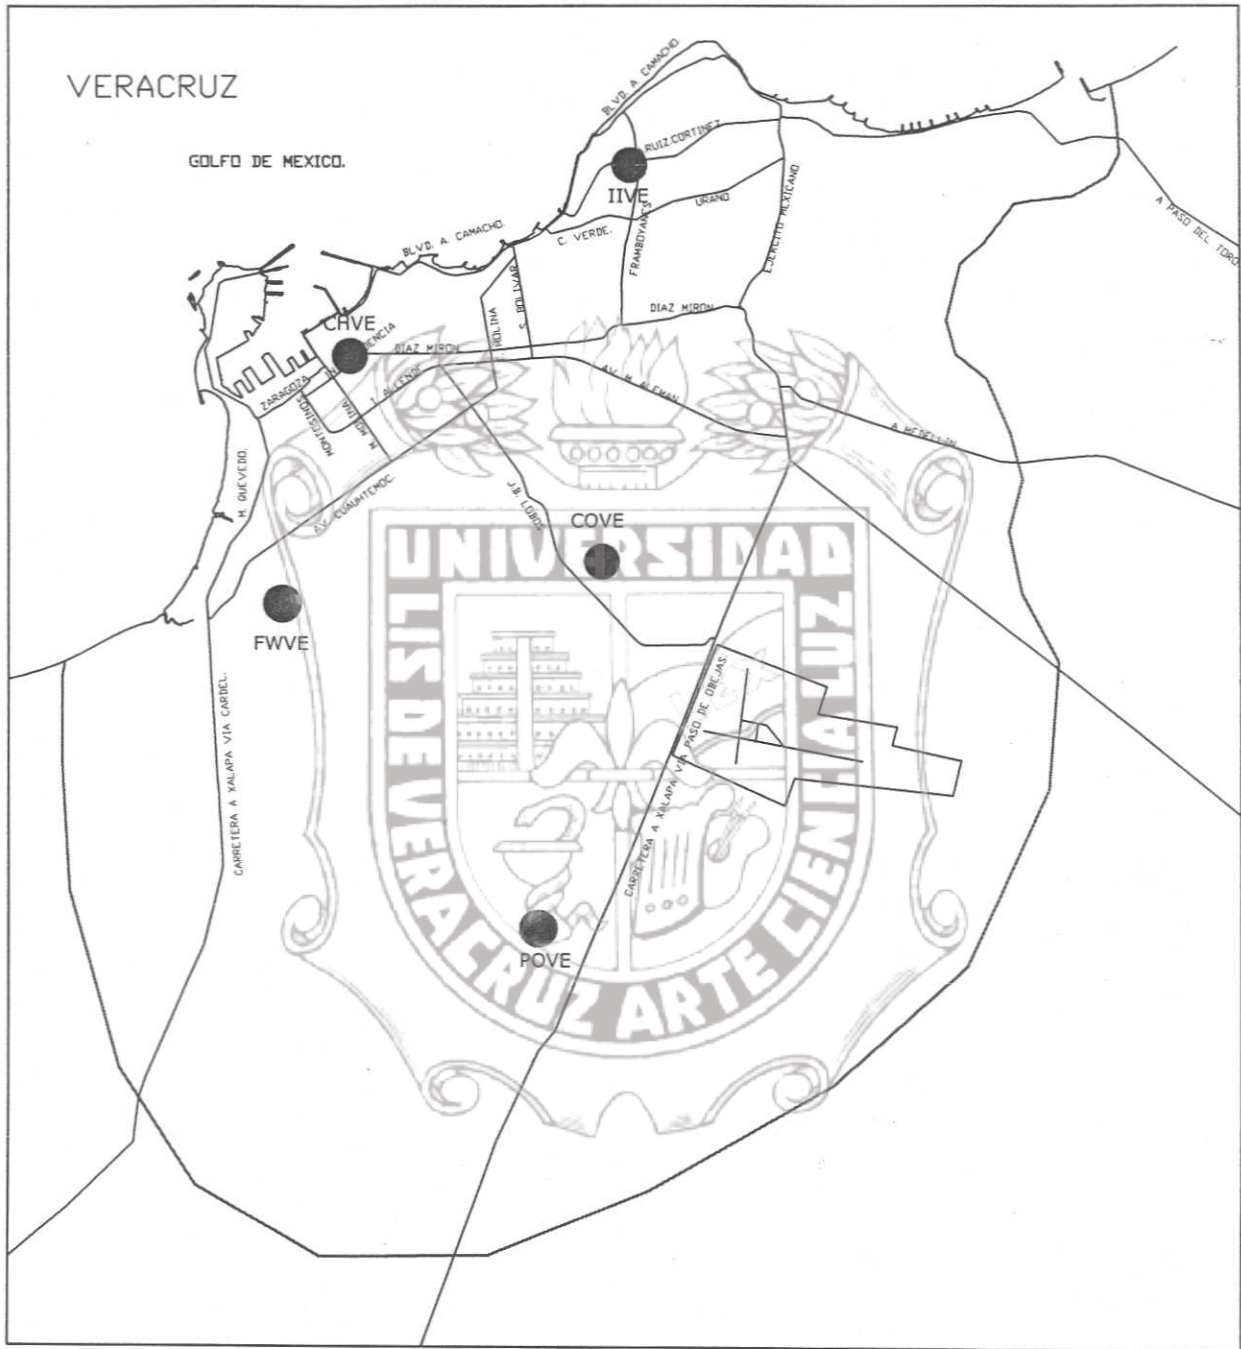 VERACRUZ
GOLFO DE MEXICO.
BLVD. A. CAMACHO.
RUIZ.CORTINEZ
IIVE
URANO
FRAMBOYANES
C. VERDE.
EJERCITO MEXICANO
A PASO DEL TORO
BLVD. A. CAMACHO.
S. BOLIVAR
MOLINA
DIAZ MIRON
CHVE
DIAZ MIRON
ZARAGOZA
MONTESINOS
M. MOLINA
I. ALLENDE
AV. M. ALEMAN
A MEDELLIN
M. QUEVEDO.
AV. CUAUHTEMOC.
J.B. LOBOS
COVE
FWVE
CARRETERA A XALAPA VIA CARDEL.
CARRETERA A XALAPA VIA PASO DE OBEJAS.
POVE
UNIVERSIDAD
LIS DE VERACRUZ ARTE CIENCIA LUZ
LEX